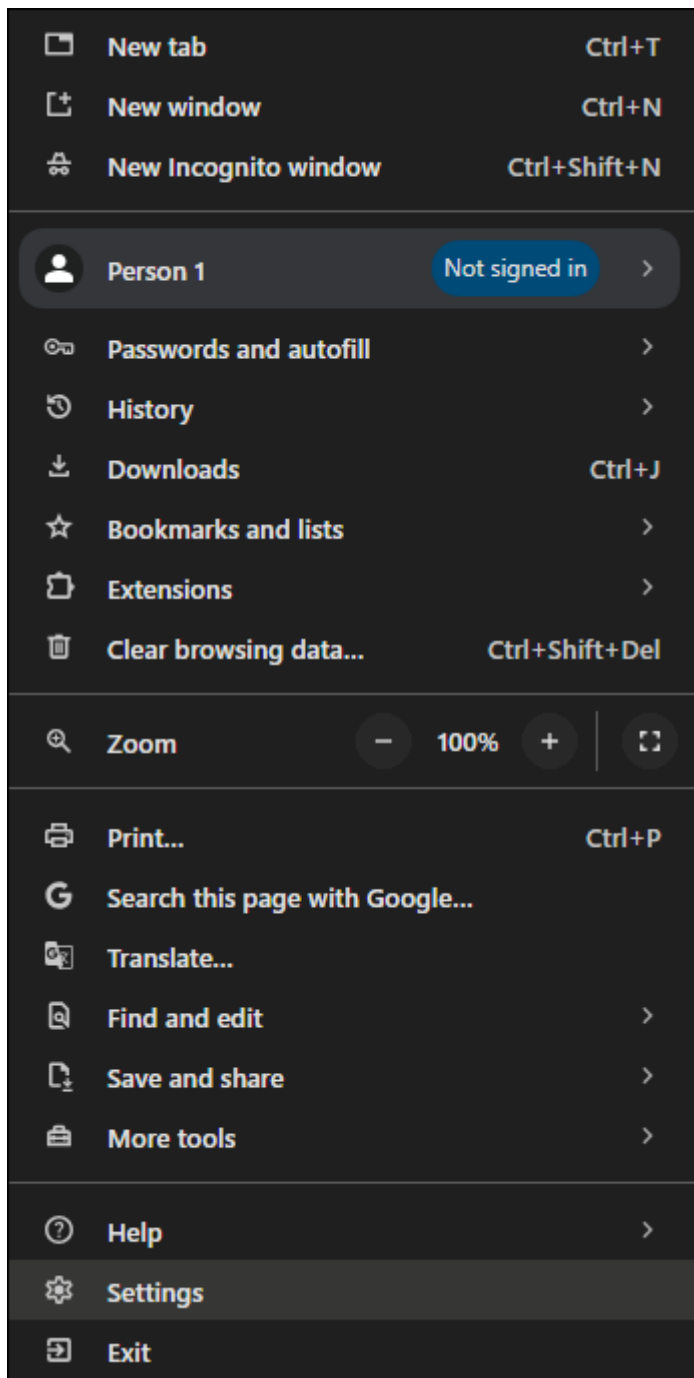 New tab Ctrl+T
New window Ctrl+N
New Incognito window Ctrl+Shift+N
Person 1 Not signed in
Passwords and autofill
History
Downloads Ctrl+J
Bookmarks and lists
Extensions
Clear browsing data... Ctrl+Shift+Del
Zoom − 100% +
Print... Ctrl+P
Search this page with Google...
Translate...
Find and edit
Save and share
More tools
Help
Settings
Exit